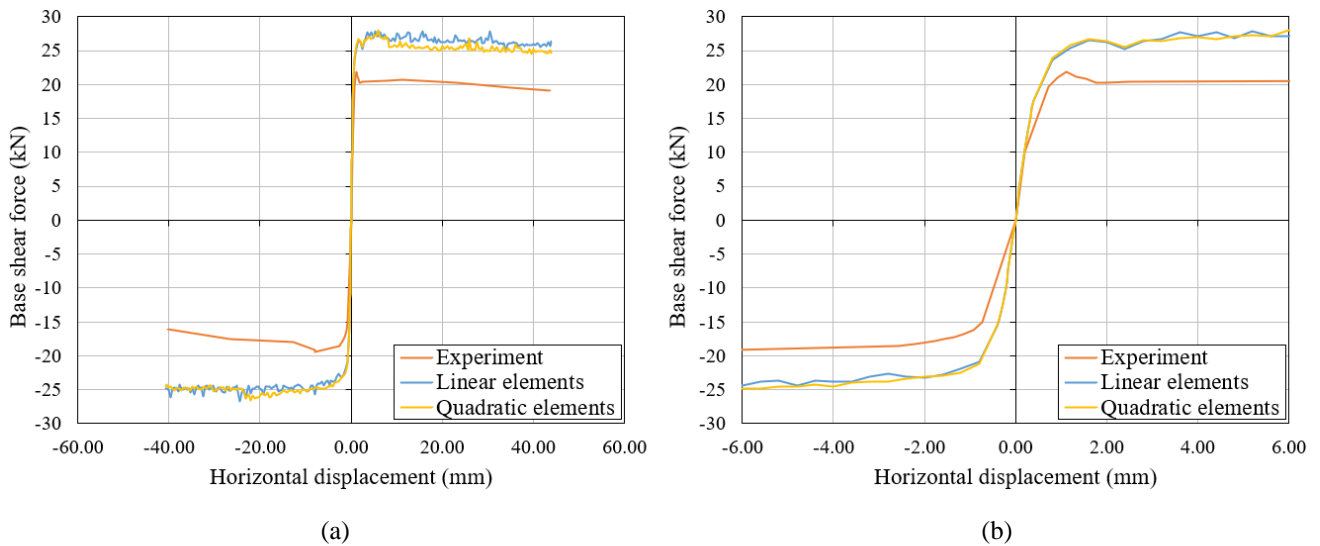 30
25
20
15
10
5
0
-5
-10
-15
-20
-25
-30
Base shear force (kN)
Experiment
Linear elements
Quadratic elements
-60.00 -40.00 -20.00 0.00 20.00 40.00 60.00
Horizontal displacement (mm)
(a)
30
25
20
15
10
5
0
-5
-10
-15
-20
-25
-30
Base shear force (kN)
Experiment
Linear elements
Quadratic elements
-6.00 -4.00 -2.00 0.00 2.00 4.00 6.00
Horizontal displacement (mm)
(b)